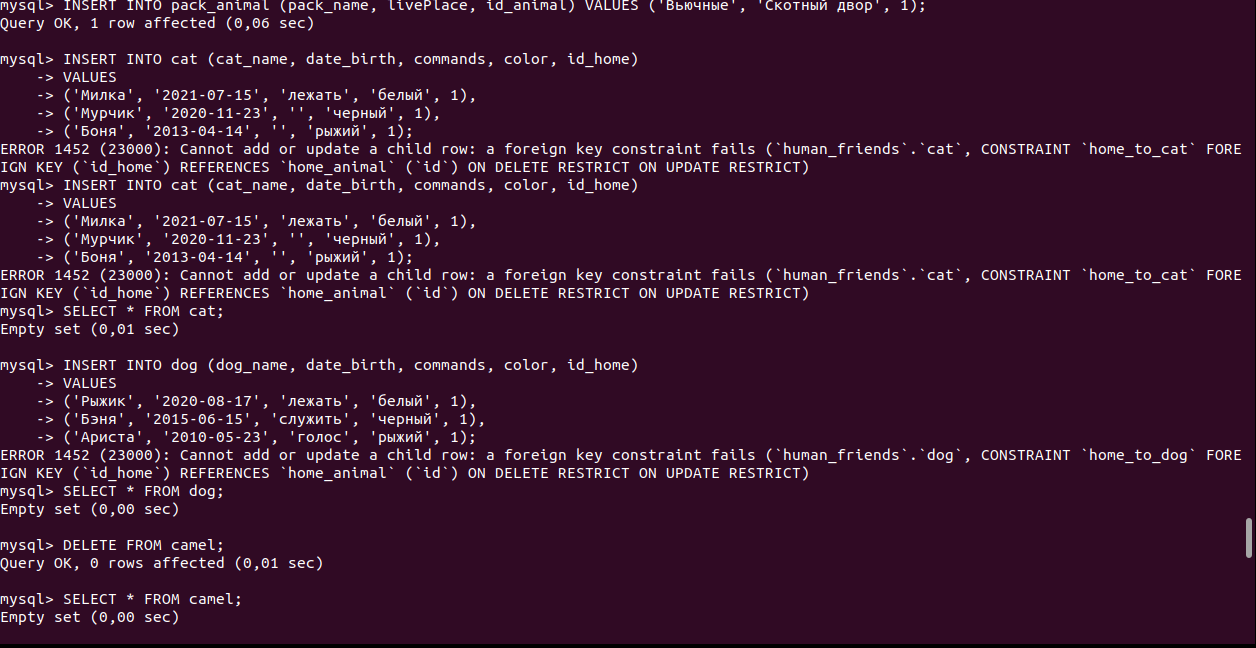 mysql> INSERT INTO pack_animal (pack_name, livePlace, id_animal) VALUES ('Вьючные', 'Скотный двор', 1);
Query OK, 1 row affected (0,06 sec)
mysql> INSERT INTO cat (cat_name, date_birth, commands, color, id_home)
    -> VALUES
    -> ('Милка', '2021-07-15', 'лежать', 'белый', 1),
    -> ('Мурчик', '2020-11-23', '', 'черный', 1),
    -> ('Боня', '2013-04-14', '', 'рыжий', 1);
ERROR 1452 (23000): Cannot add or update a child row: a foreign key constraint fails (`human_friends`.`cat`, CONSTRAINT `home_to_cat` FORE
IGN KEY (`id_home`) REFERENCES `home_animal` (`id`) ON DELETE RESTRICT ON UPDATE RESTRICT)
mysql> INSERT INTO cat (cat_name, date_birth, commands, color, id_home)
    -> VALUES
    -> ('Милка', '2021-07-15', 'лежать', 'белый', 1),
    -> ('Мурчик', '2020-11-23', '', 'черный', 1),
    -> ('Боня', '2013-04-14', '', 'рыжий', 1);
ERROR 1452 (23000): Cannot add or update a child row: a foreign key constraint fails (`human_friends`.`cat`, CONSTRAINT `home_to_cat` FORE
IGN KEY (`id_home`) REFERENCES `home_animal` (`id`) ON DELETE RESTRICT ON UPDATE RESTRICT)
mysql> SELECT * FROM cat;
Empty set (0,01 sec)
mysql> INSERT INTO dog (dog_name, date_birth, commands, color, id_home)
    -> VALUES
    -> ('Рыжик', '2020-08-17', 'лежать', 'белый', 1),
    -> ('Бэня', '2015-06-15', 'служить', 'черный', 1),
    -> ('Ариста', '2010-05-23', 'голос', 'рыжий', 1);
ERROR 1452 (23000): Cannot add or update a child row: a foreign key constraint fails (`human_friends`.`dog`, CONSTRAINT `home_to_dog` FORE
IGN KEY (`id_home`) REFERENCES `home_animal` (`id`) ON DELETE RESTRICT ON UPDATE RESTRICT)
mysql> SELECT * FROM dog;
Empty set (0,00 sec)
mysql> DELETE FROM camel;
Query OK, 0 rows affected (0,01 sec)
mysql> SELECT * FROM camel;
Empty set (0,00 sec)